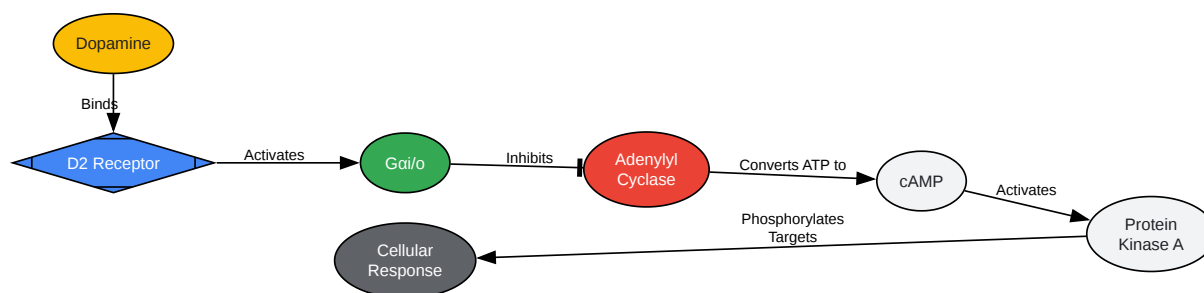 Dopamine
Binds
D2 Receptor
Activates
Gαi/o
Inhibits
Adenylyl
Cyclase
Converts ATP to
cAMP
Activates
Protein
Kinase A
Phosphorylates
Targets
Cellular
Response